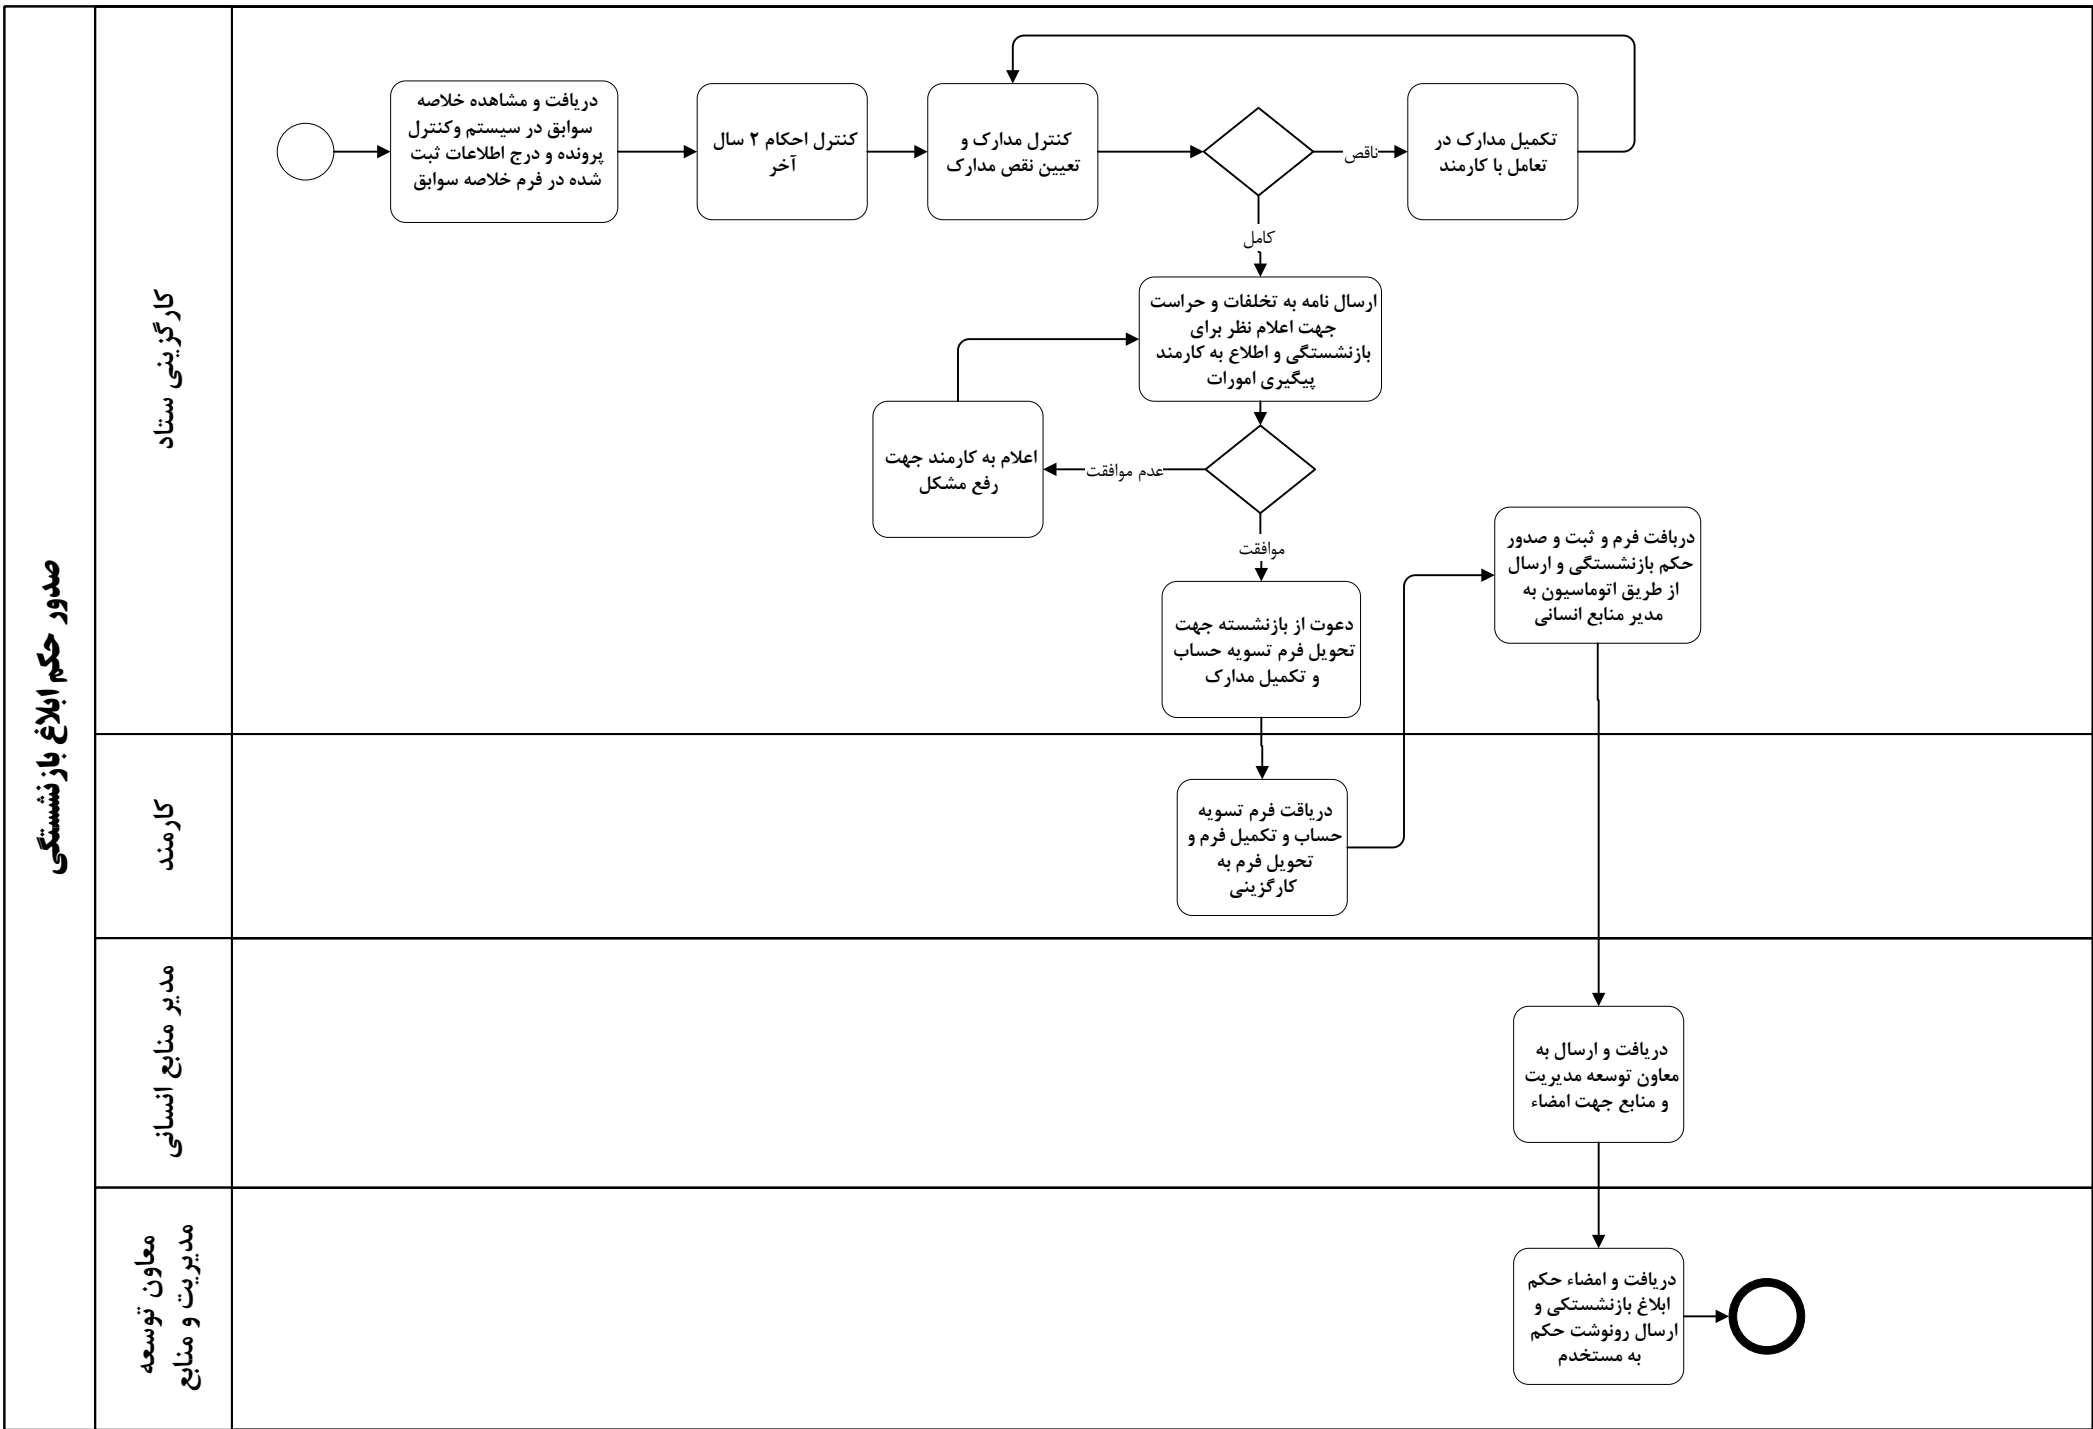 صدور حکم ابلاغ بازنشستگی
کارگزینی ستاد
دریافت و مشاهده خلاصه
سوابق در سیستم وکنترل
پرونده و درج اطلاعات ثبت
شده در فرم خلاصه سوابق
کنترل احکام ۲ سال
آخر
کنترل مدارک و
تعیین نقص مدارک
ناقص
تکمیل مدارک در
تعامل با کارمند
کامل
ارسال نامه به تخلفات و حراست
جهت اعلام نظر برای
بازنشستگی و اطلاع به کارمند
پیگیری امورات
عدم موافقت
اعلام به کارمند جهت
رفع مشکل
موافقت
دعوت از بازنشسته جهت
تحویل فرم تسویه حساب
و تکمیل مدارک
دریافت فرم و ثبت و صدور
حکم بازنشستگی و ارسال
از طریق اتوماسیون به
مدیر منابع انسانی
کارمند
دریاقت فرم تسویه
حساب و تکمیل فرم و
تحویل فرم به
کارگزینی
مدیر منابع انسانی
دریافت و ارسال به
معاون توسعه مدیریت
و منابع جهت امضاء
معاون توسعه
مدیریت و منابع
دریافت و امضاء حکم
ابلاغ بازنشستکی و
ارسال رونوشت حکم
به مستخدم